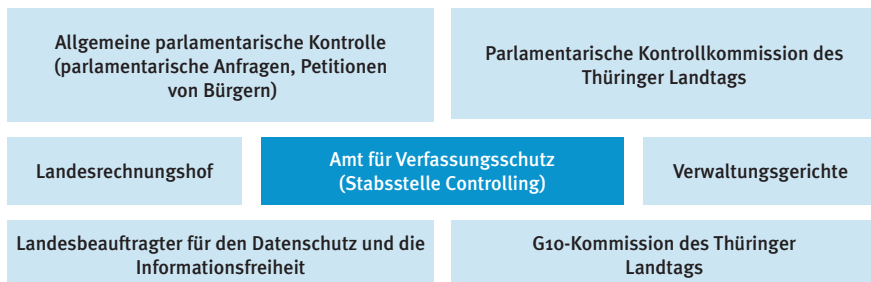 Allgemeine parlamentarische Kontrolle
(parlamentarische Anfragen, Petitionen
von Bürgern)
Parlamentarische Kontrollkommission des
Thüringer Landtags
Landesrechnungshof
Amt für Verfassungsschutz
(Stabsstelle Controlling)
Verwaltungsgerichte
Landesbeauftragter für den Datenschutz und die
Informationsfreiheit
G10-Kommission des Thüringer
Landtags